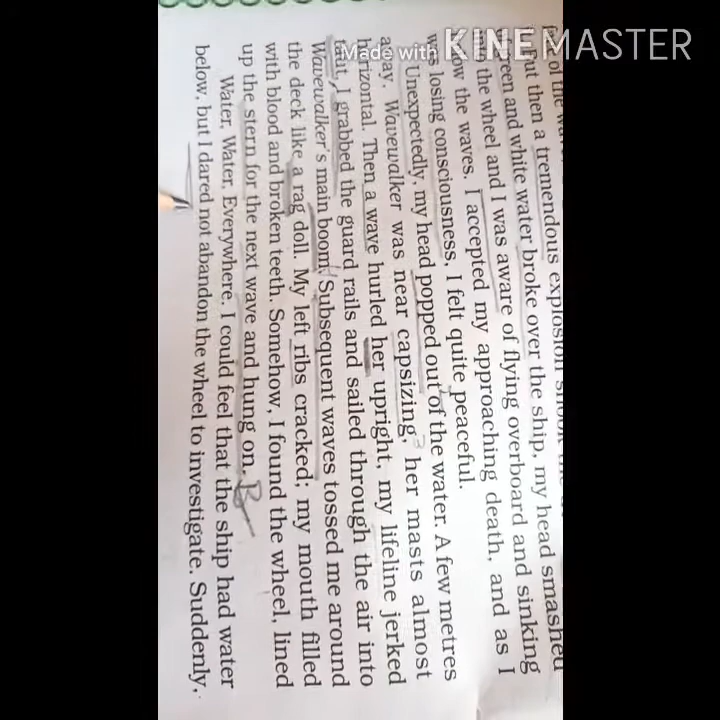 Made with KINEMASTER
but then a tremendous explosion shook the
green and white water broke over the ship, my head smashed
into the wheel and I was aware of flying overboard and sinking
below the waves. I accepted my approaching death, and as I
was losing consciousness, I felt quite peaceful.
Unexpectedly, my head popped out of the water. A few metres
away, Wavewalker was near capsizing, her masts almost
horizontal. Then a wave hurled her upright, my lifeline jerked
taut, I grabbed the guard rails and sailed through the air into
Wavewalker's main boom. Subsequent waves tossed me around
the deck like a rag doll. My left ribs cracked; my mouth filled
with blood and broken teeth. Somehow, I found the wheel, lined
up the stern for the next wave and hung on.
Water, Water, Everywhere. I could feel that the ship had water
below, but I dared not abandon the wheel to investigate. Suddenly,